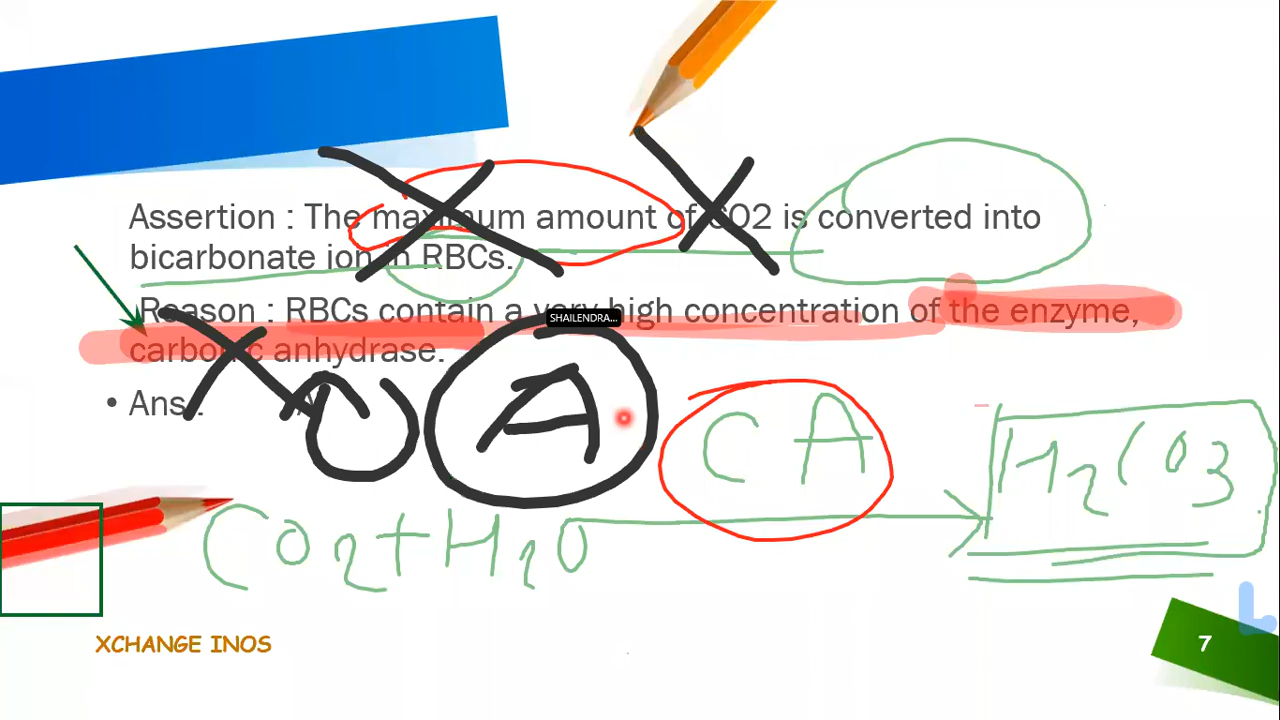 Assertion : The maximum amount of CO2 is converted into
bicarbonate ion in RBCs.
Reason : RBCs contain a very high concentration of the enzyme,
SHAILENDRA...
carbonic anhydrase.
• Ans :
A
CA
H2CO3
CO2+H2O
XCHANGE INOS
7